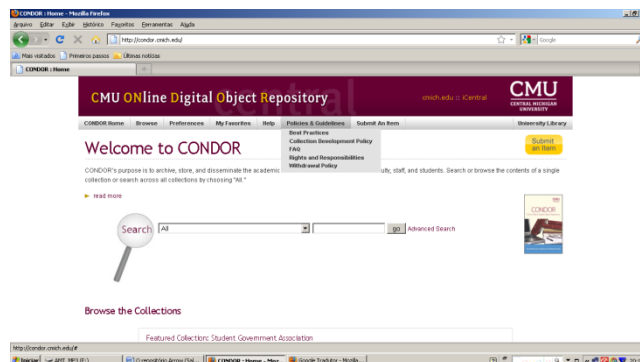 CONDOR : Home - Mozilla Firefox
Arquivo Editar Exibir Histórico Favoritos Ferramentas Ajuda
http://condor.cmich.edu/
Google
Mais visitados Primeiros passos Últimas notícias
CONDOR : Home
CMU ONline Digital Object Repository
cmich.edu :: iCentral
CMU
CENTRAL MICHIGAN
UNIVERSITY
CONDOR Home Browse Preferences My Favorites Help Policies & Guidelines Submit An Item University Library
Best Practices
Collection Development Policy
FAQ
Rights and Responsibilities
Withdrawal Policy
Welcome to CONDOR
Submit
an Item
CONDOR's purpose is to archive, store, and disseminate the academic ulty, staff, and students. Search or browse the contents of a single
collection or search across all collections by choosing "All."
read more
CONDOR
Search All go Advanced Search
Browse the Collections
Featured Collection: Student Government Association
http://condor.cmich.edu/#
Iniciar O repositório Arrow (Sal... CONDOR : Home - Moz... Google Tradutor - Mozilla...